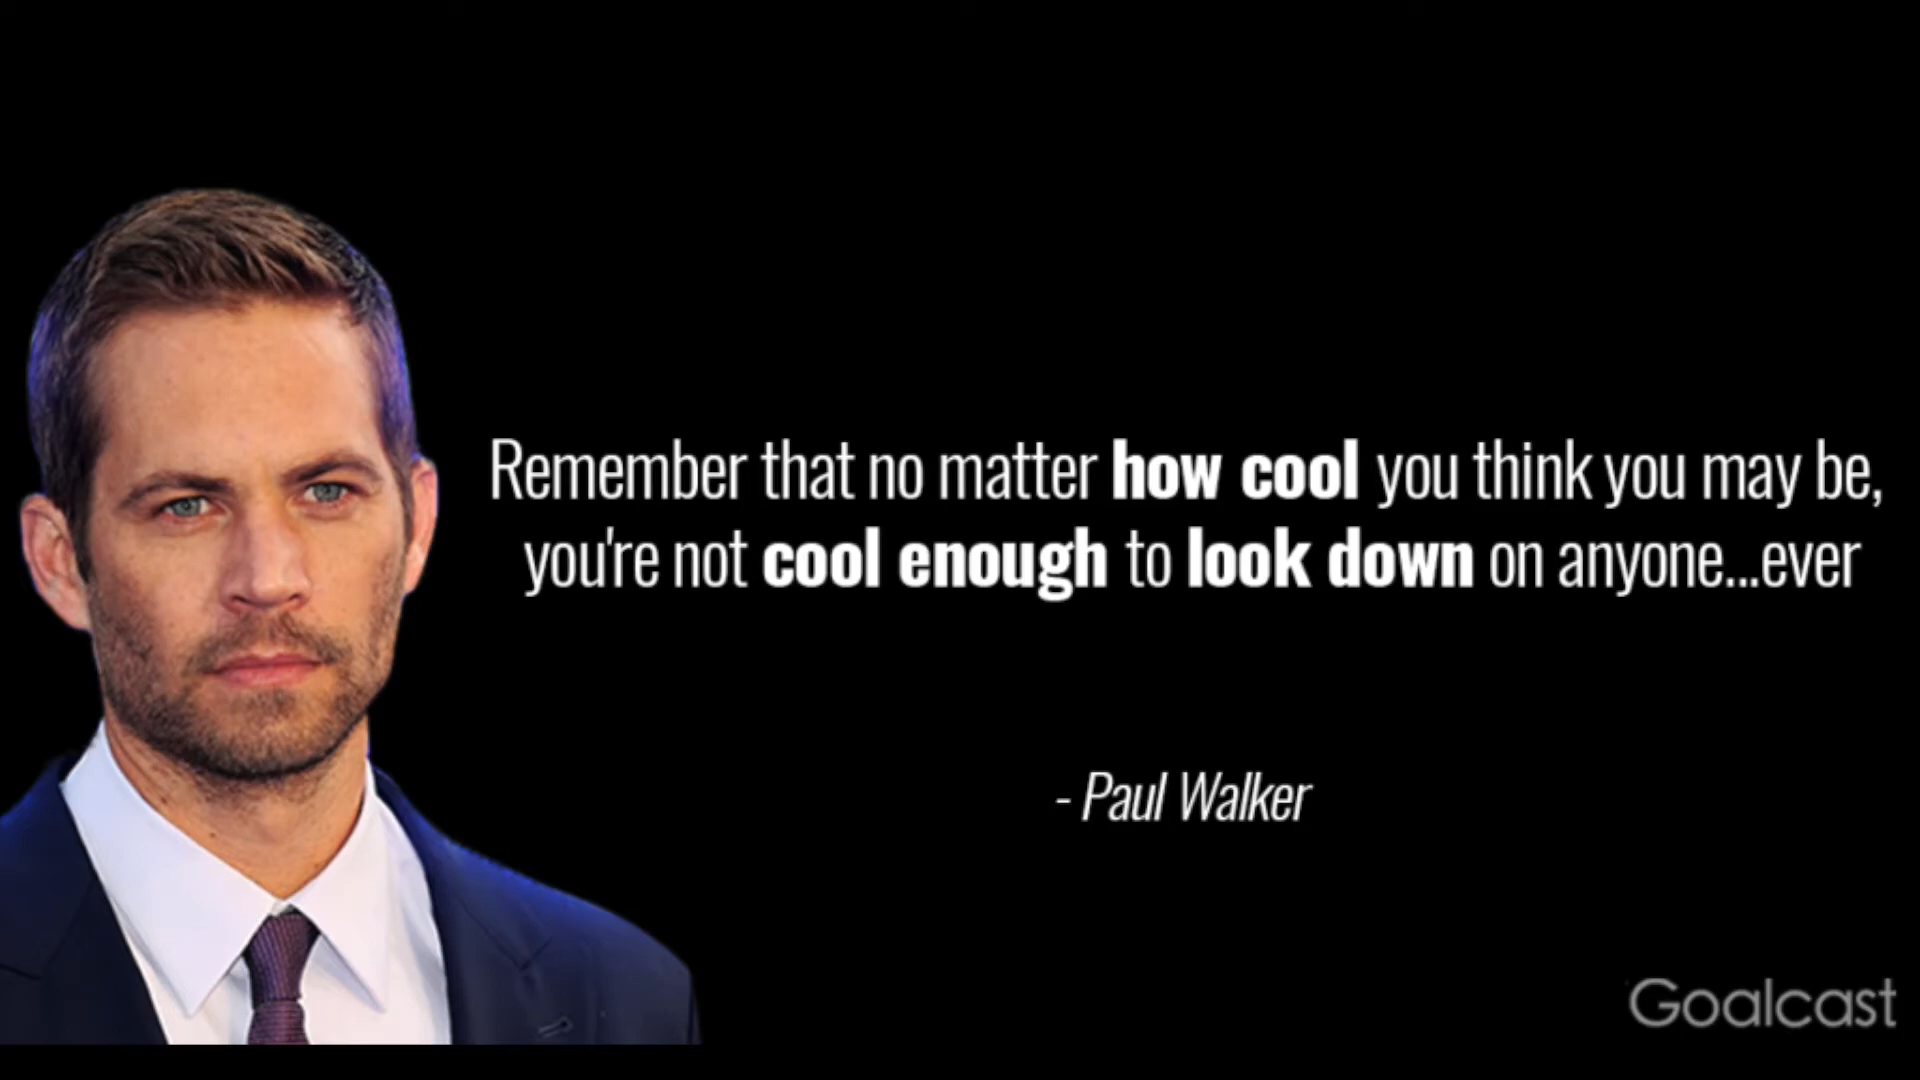 Remember that no matter how cool you think you may be,
you're not cool enough to look down on anyone...ever
- Paul Walker
Goalcast